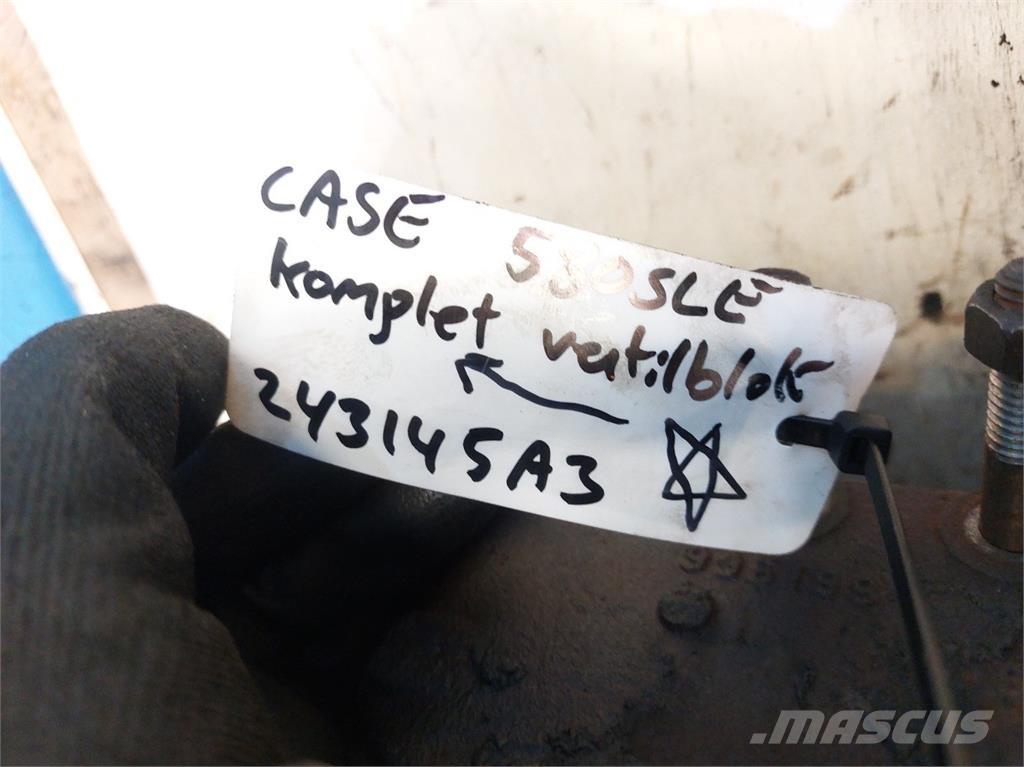 CASE 580SLE
komplet ventilblok
243145A3
.MASCUS